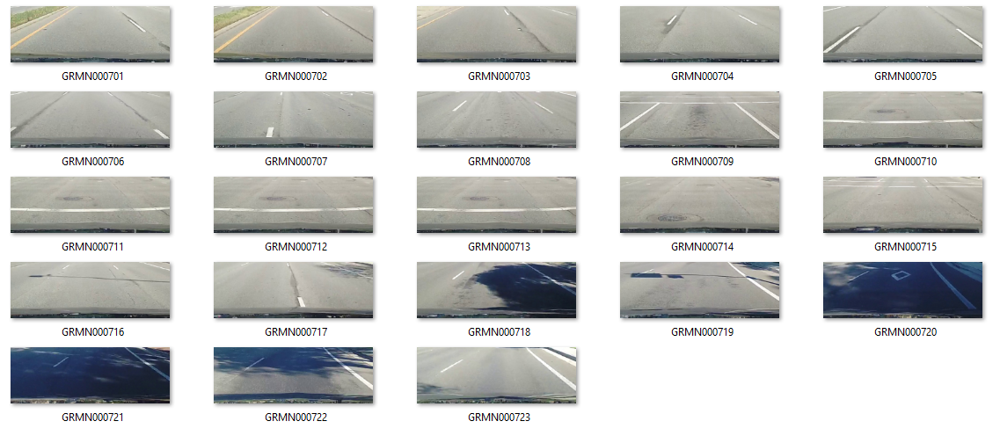 GRMN000701 GRMN000702 GRMN000703 GRMN000704 GRMN000705
GRMN000706 GRMN000707 GRMN000708 GRMN000709 GRMN000710
GRMN000711 GRMN000712 GRMN000713 GRMN000714 GRMN000715
GRMN000716 GRMN000717 GRMN000718 GRMN000719 GRMN000720
GRMN000721 GRMN000722 GRMN000723